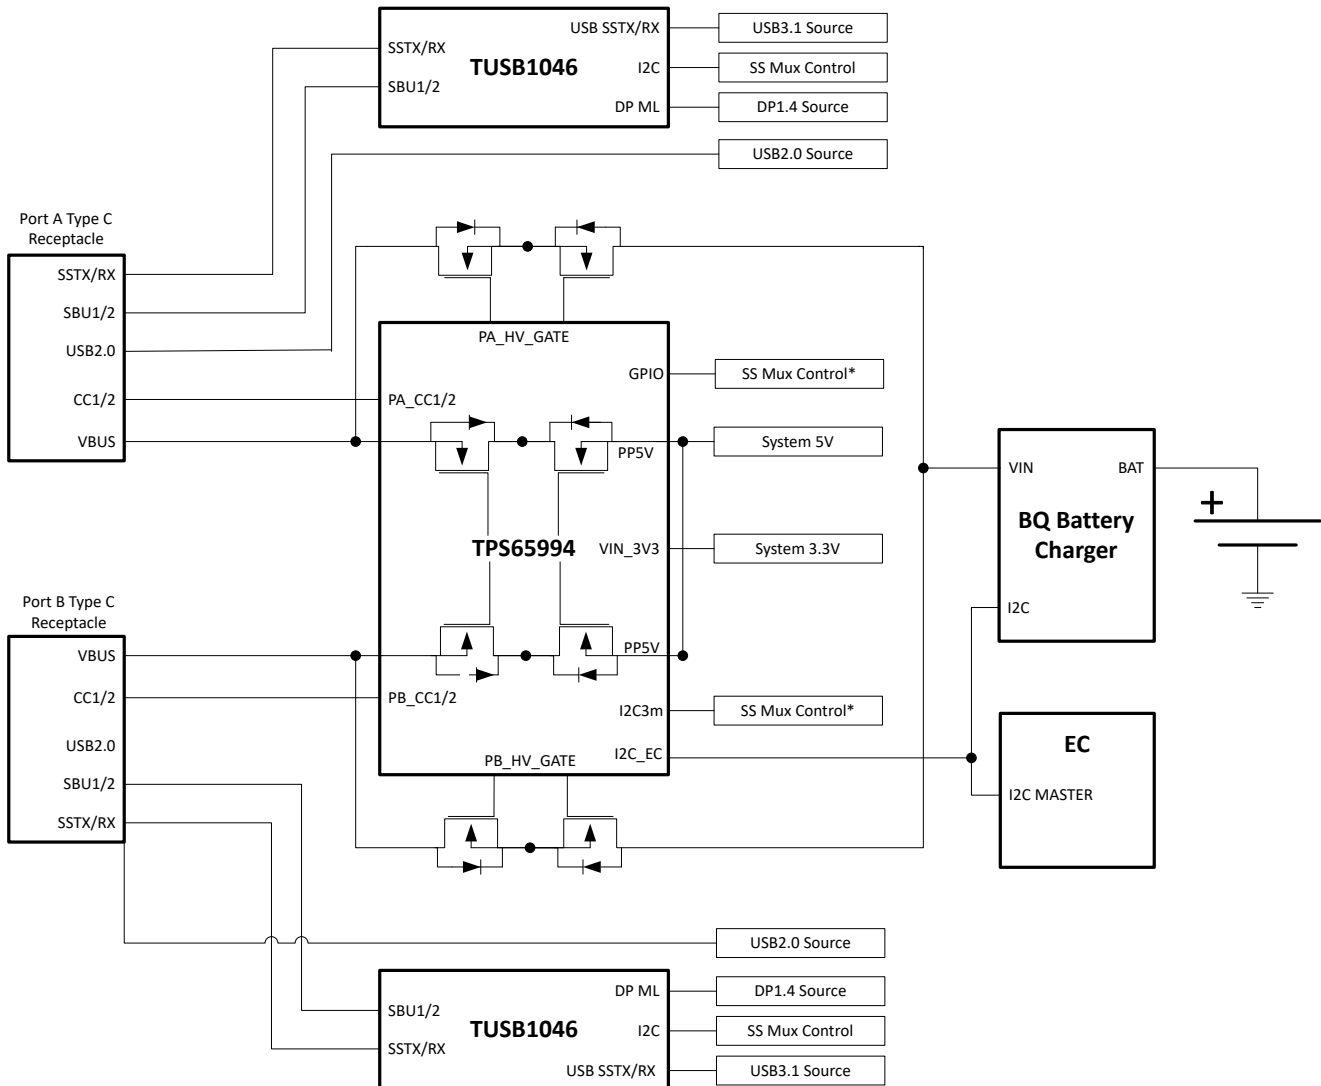 USB SSTX/RX
USB3.1 Source
SSTX/RX
TUSB1046
I2C
SS Mux Control
SBU1/2
DP ML
DP1.4 Source
USB2.0 Source
Port A Type C
Receptacle
SSTX/RX
SBU1/2
USB2.0
CC1/2
VBUS
PA_HV_GATE
GPIO
SS Mux Control*
PA_CC1/2
PP5V
System 5V
TPS65994
VIN_3V3
System 3.3V
VIN
BAT
BQ Battery
Charger
I2C
+
Port B Type C
Receptacle
VBUS
CC1/2
USB2.0
SBU1/2
SSTX/RX
PP5V
PB_CC1/2
I2C3m
SS Mux Control*
I2C_EC
PB_HV_GATE
EC
I2C MASTER
USB2.0 Source
DP ML
DP1.4 Source
SBU1/2
TUSB1046
I2C
SS Mux Control
SSTX/RX
USB SSTX/RX
USB3.1 Source